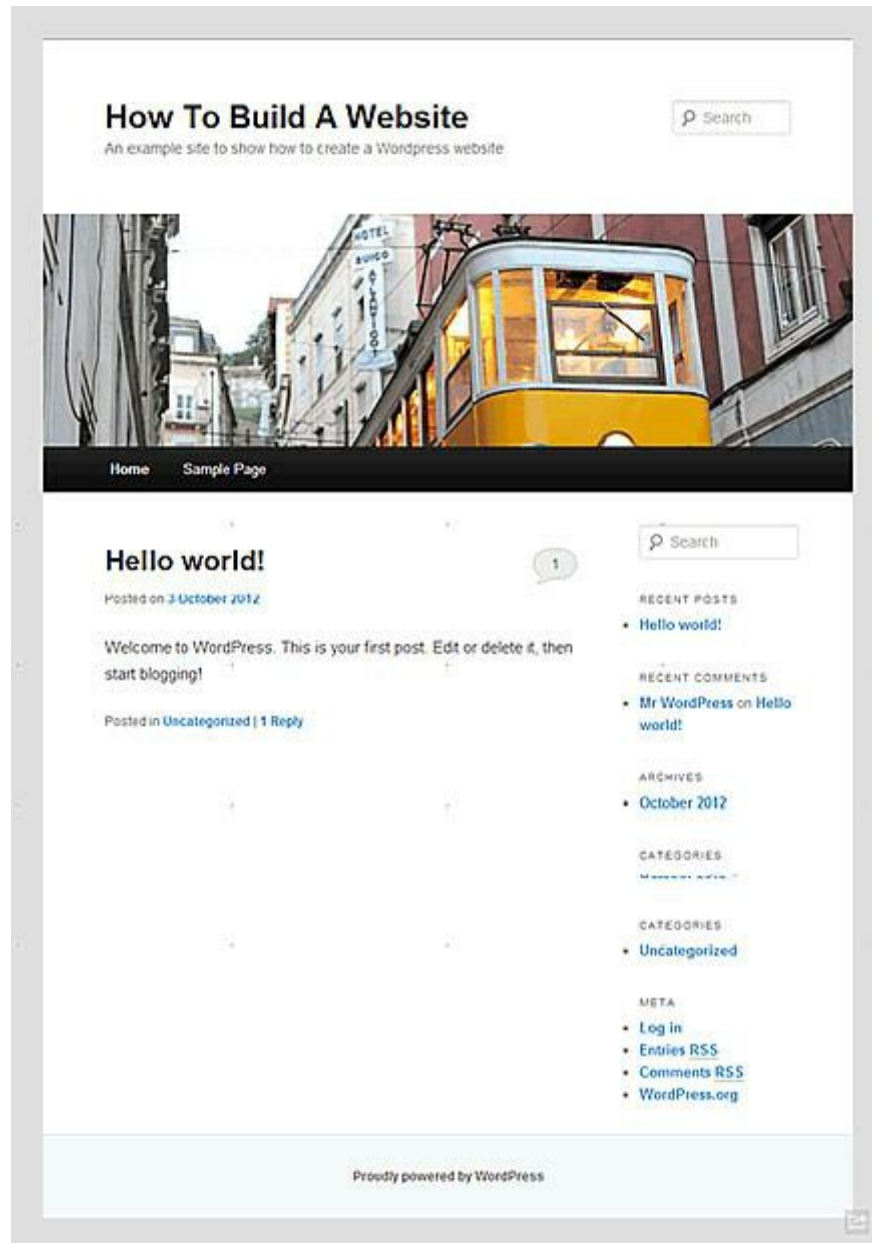 How To Build A Website
An example site to show how to create a Wordpress website
Search
HOTEL
SUICO
ATLANTICO
Home Sample Page
Hello world!
1
Posted on 3 October 2012
Welcome to WordPress. This is your first post. Edit or delete it, then
start blogging!
Posted in Uncategorized | 1 Reply
Search
RECENT POSTS
Hello world!
RECENT COMMENTS
Mr WordPress on Hello
world!
ARCHIVES
October 2012
CATEGORIES
CATEGORIES
Uncategorized
META
Log in
Entries RSS
Comments RSS
WordPress.org
Proudly powered by WordPress